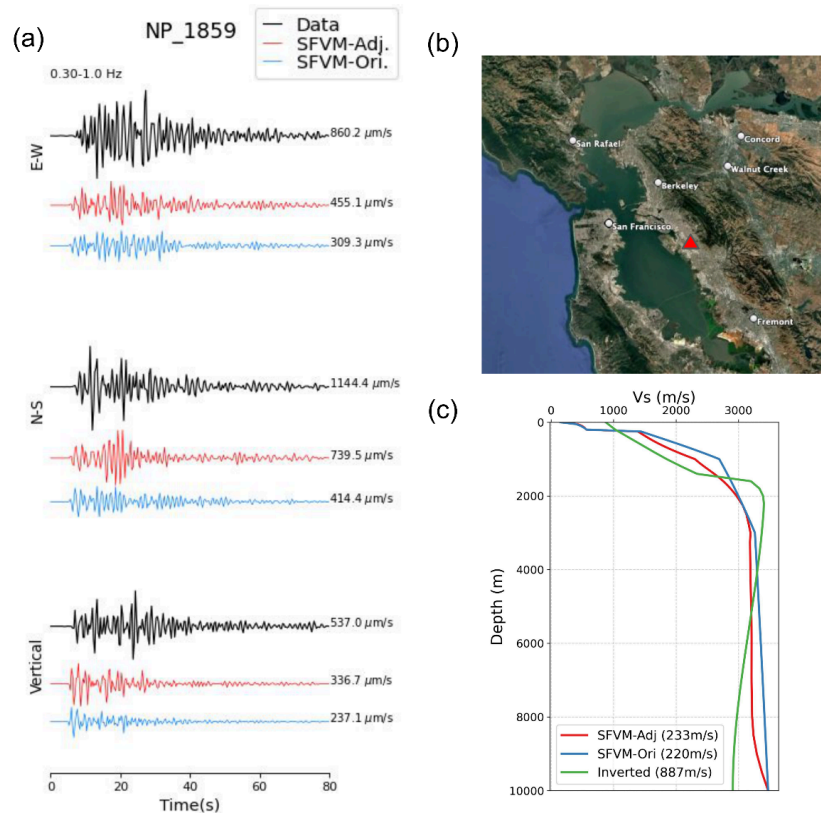 (a)
NP_1859
Data
SFVM-Adj.
SFVM-Ori.
0.30-1.0 Hz
E-W
860.2 μm/s
455.1 μm/s
309.3 μm/s
N-S
1144.4 μm/s
739.5 μm/s
414.4 μm/s
Vertical
537.0 μm/s
336.7 μm/s
237.1 μm/s
0 20 40 60 80
Time(s)
(b)
San Rafael
Concord
Walnut Creek
Berkeley
San Francisco
Fremont
(c)
Vs (m/s)
0 1000 2000 3000
0
2000
4000
6000
8000
10000
Depth (m)
SFVM-Adj (233m/s)
SFVM-Ori (220m/s)
Inverted (887m/s)